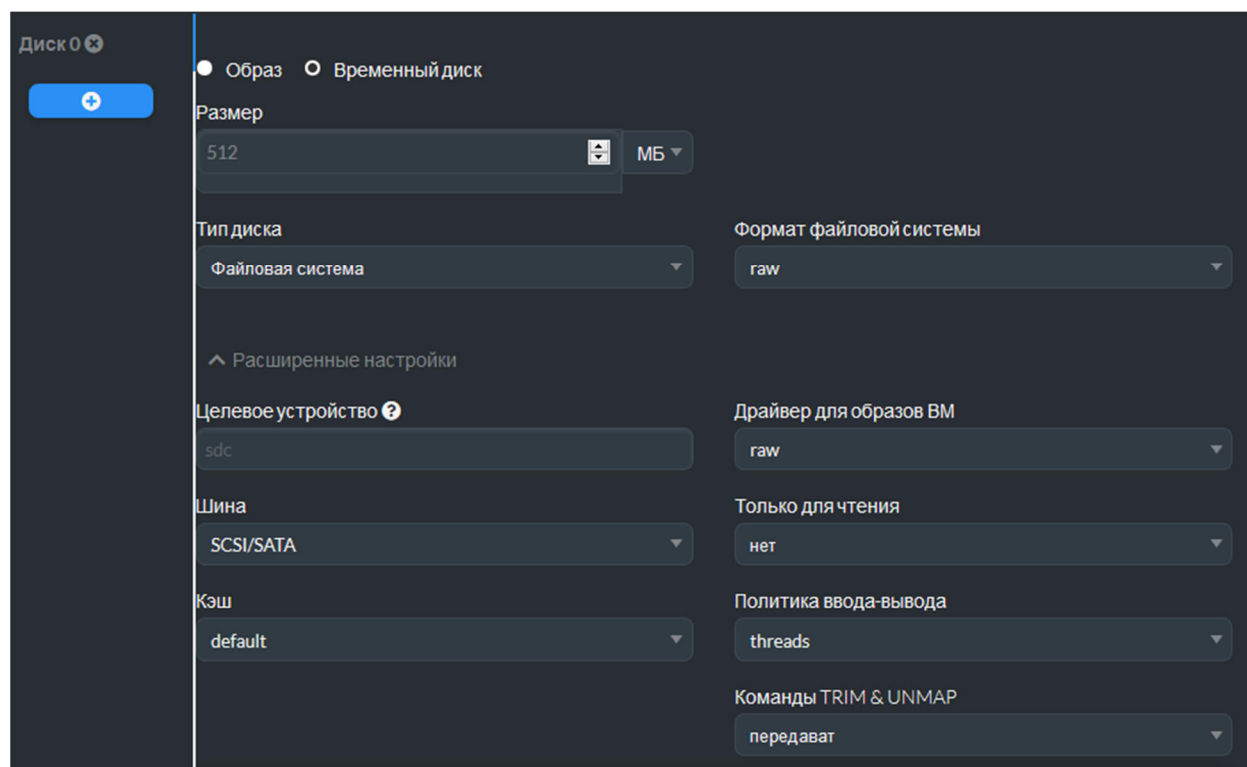 Диск 0
Образ Временный диск
Размер
512 МБ
Тип диска Формат файловой системы
Файловая система raw
Расширенные настройки
Целевое устройство ? Драйвер для образов ВМ
sdc raw
Шина Только для чтения
SCSI/SATA нет
Кэш Политика ввода-вывода
default threads
Команды TRIM & UNMAP
передават